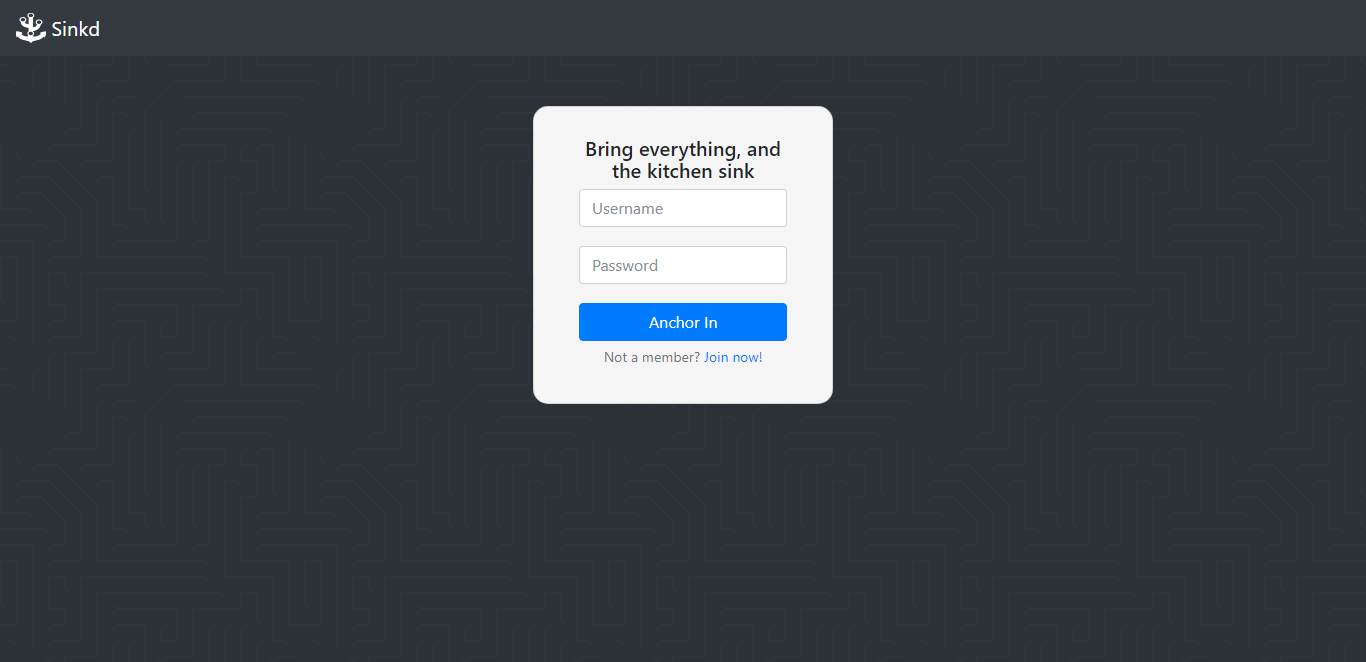 Sinkd
Bring everything, and
the kitchen sink
Username
Password
Anchor In
Not a member? Join now!